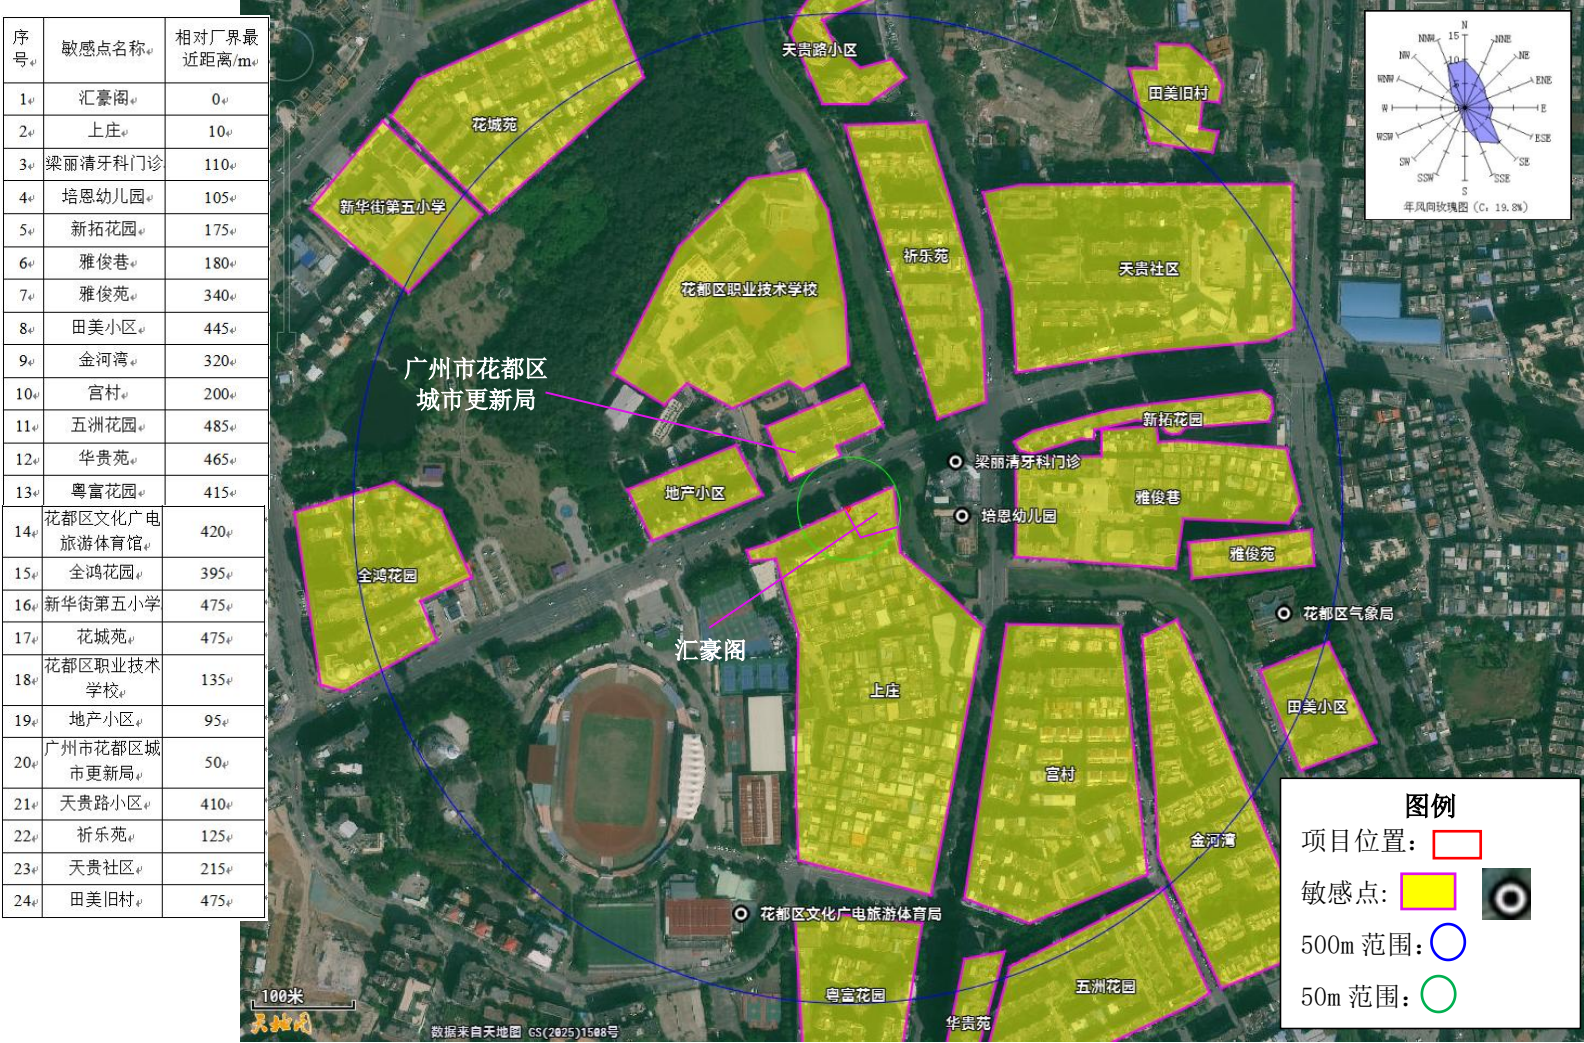 序号 敏感点名称 相对厂界最近距离/m
1 汇豪阁 0
2 上庄 10
3 梁丽清牙科门诊 110
4 培恩幼儿园 105
5 新拓花园 175
6 雅俊巷 180
7 雅俊苑 340
8 田美小区 445
9 金河湾 320
10 宫村 200
11 五洲花园 485
12 华贵苑 465
13 粤富花园 415
14 花都区文化广电旅游体育馆 420
15 全鸿花园 395
16 新华街第五小学 475
17 花城苑 475
18 花都区职业技术学校 135
19 地产小区 95
20 广州市花都区城市更新局 50
21 天贵路小区 410
22 祈乐苑 125
23 天贵社区 215
24 田美旧村 475
天贵路小区
田美旧村
花城苑
新华街第五小学
祈乐苑
天贵社区
花都区职业技术学校
广州市花都区
城市更新局
新拓花园
梁丽清牙科门诊
地产小区
雅俊巷
培恩幼儿园
雅俊苑
全鸿花园
花都区气象局
汇豪阁
上庄
田美小区
宫村
金河湾
花都区文化广电旅游体育局
五洲花园
粤富花园
华贵苑
100米
天地图
数据来自天地图 GS(2025)1508号
N
NNE
NE
ENE
E
ESE
SE
SSE
S
SSW
SW
WSW
W
WNW
NW
NNW
15
10
5
0
年风向玫瑰图 (C, 19.8%)
图例
项目位置:
敏感点:
500m 范围:
50m 范围: